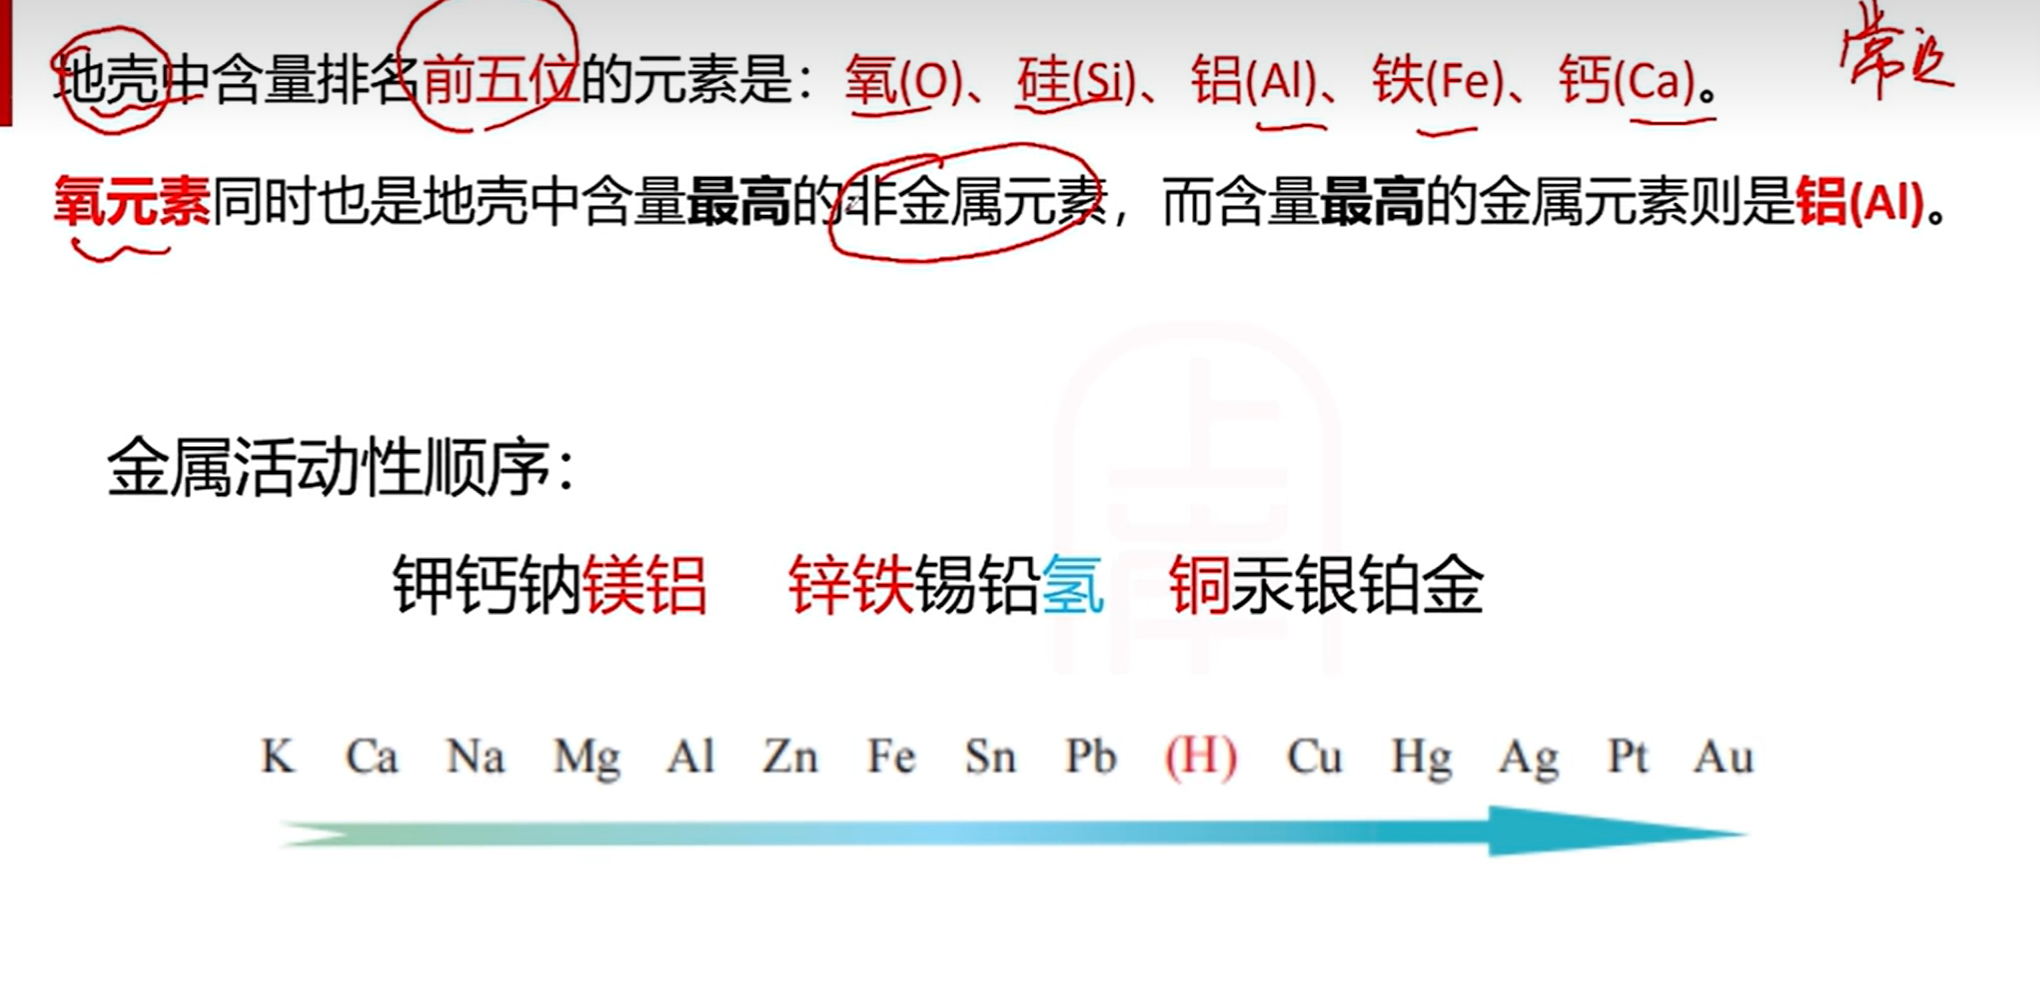 常识
地壳中含量排名前五位的元素是：氧(O)、硅(Si)、铝(Al)、铁(Fe)、钙(Ca)。
氧元素同时也是地壳中含量最高的非金属元素，而含量最高的金属元素则是铝(Al)。
金属活动性顺序：
钾钙钠镁铝 锌铁锡铅氢 铜汞银铂金
K Ca Na Mg Al Zn Fe Sn Pb (H) Cu Hg Ag Pt Au